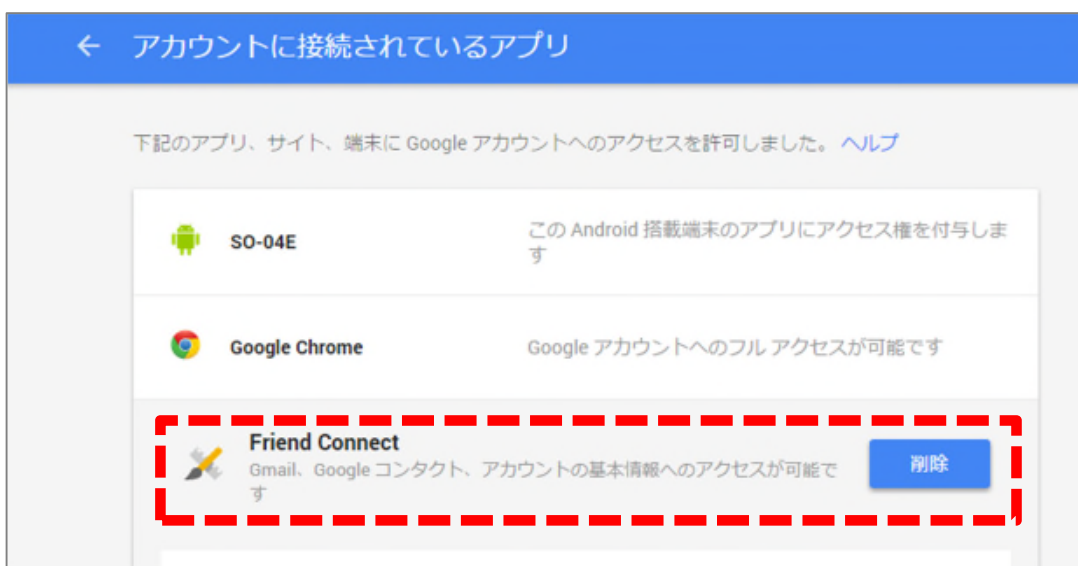 アカウントに接続されているアプリ
下記のアプリ、サイト、端末に Google アカウントへのアクセスを許可しました。 ヘルプ
SO-04E
この Android 搭載端末のアプリにアクセス権を付与しま
す
Google Chrome
Google アカウントへのフル アクセスが可能です
Friend Connect
Gmail、Google コンタクト、アカウントの基本情報へのアクセスが可能で
す
削除